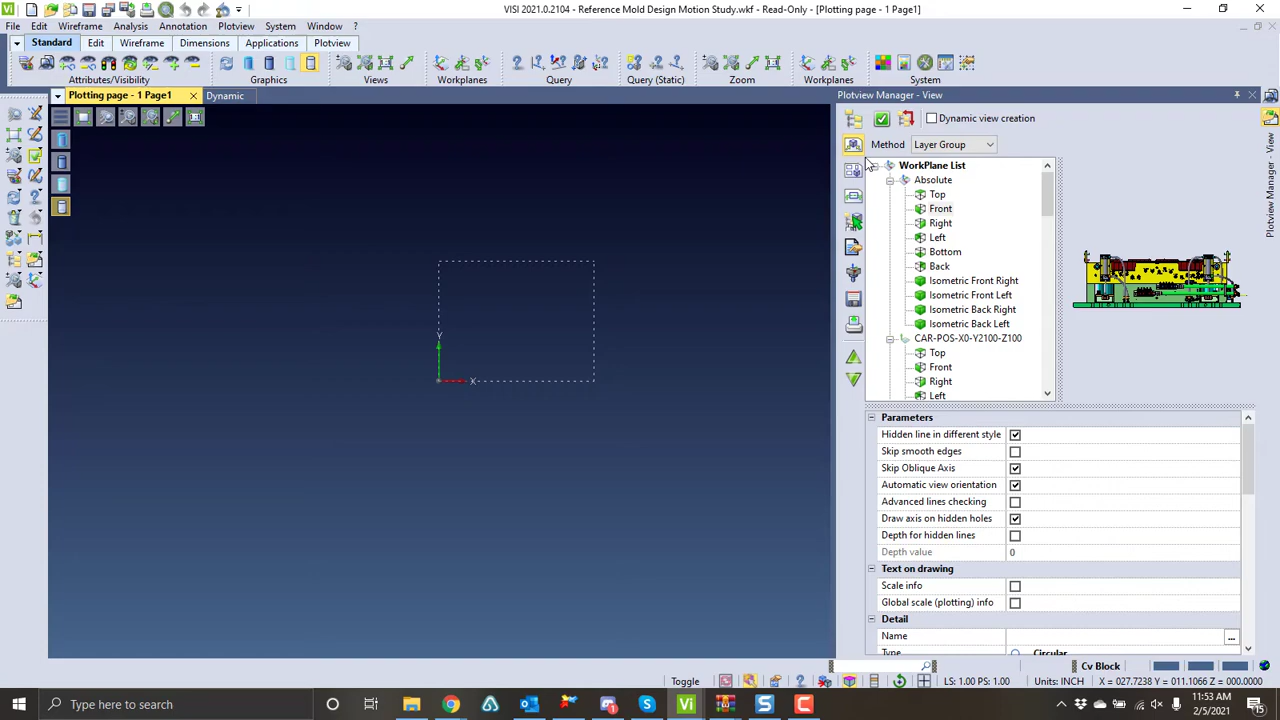 Vi VISI 2021.0.2104 - Reference Mold Design Motion Study.wkf - Read-Only - [Plotting page - 1 Page1]
File Edit Wireframe Analysis Annotation Plotview System Window ?
Standard Edit Wireframe Dimensions Applications Plotview
Attributes/Visibility Graphics Views Workplanes Query Query (Static) Zoom Workplanes System
Plotting page - 1 Page1 Dynamic
Plotview Manager - View
Dynamic view creation
Method Layer Group
WorkPlane List
Absolute
Top
Front
Right
Left
Bottom
Back
Isometric Front Right
Isometric Front Left
Isometric Back Right
Isometric Back Left
CAR-POS-X0-Y2100-Z100
Top
Front
Right
Left
Plotview Manager - View
Y
X
Parameters
Hidden line in different style
Skip smooth edges
Skip Oblique Axis
Automatic view orientation
Advanced lines checking
Draw axis on hidden holes
Depth for hidden lines
Depth value 0
Text on drawing
Scale info
Global scale (plotting) info
Detail
Name ...
Type Circular
Cv Block
Toggle LS: 1.00 PS: 1.00 Units: INCH X = 027.7238 Y = 011.1066 Z = 000.0000
Type here to search
Vi
11:53 AM
2/5/2021
15